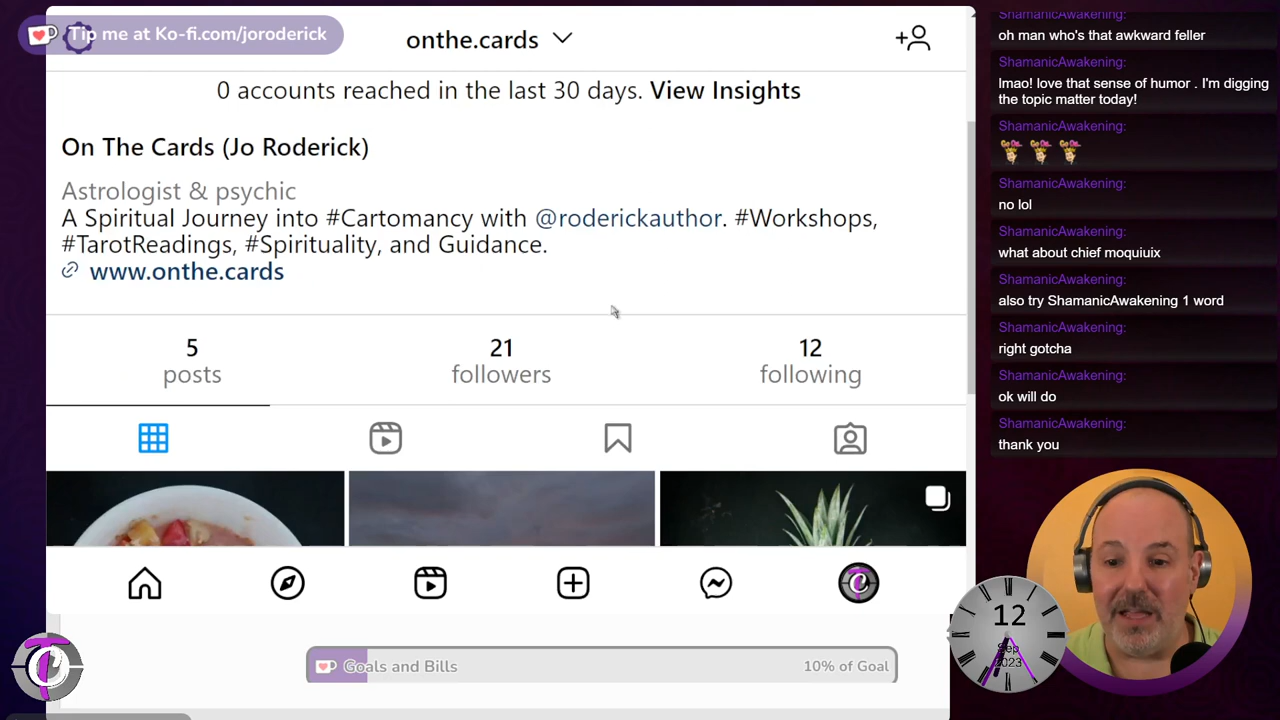 Tip me at Ko-fi.com/joroderick
onthe.cards
0 accounts reached in the last 30 days. View Insights
On The Cards (Jo Roderick)
Astrologist & psychic
A Spiritual Journey into #Cartomancy with @roderickauthor. #Workshops,
#TarotReadings, #Spirituality, and Guidance.
www.onthe.cards
5
posts
21
followers
12
following
Goals and Bills
10% of Goal
ShamanicAwakening:
oh man who's that awkward feller
ShamanicAwakening:
lmao! love that sense of humor . I'm digging
the topic matter today!
ShamanicAwakening:
ShamanicAwakening:
no lol
ShamanicAwakening:
what about chief moquiuix
ShamanicAwakening:
also try ShamanicAwakening 1 word
ShamanicAwakening:
right gotcha
ShamanicAwakening:
ok will do
ShamanicAwakening:
thank you
12
Sep
2023